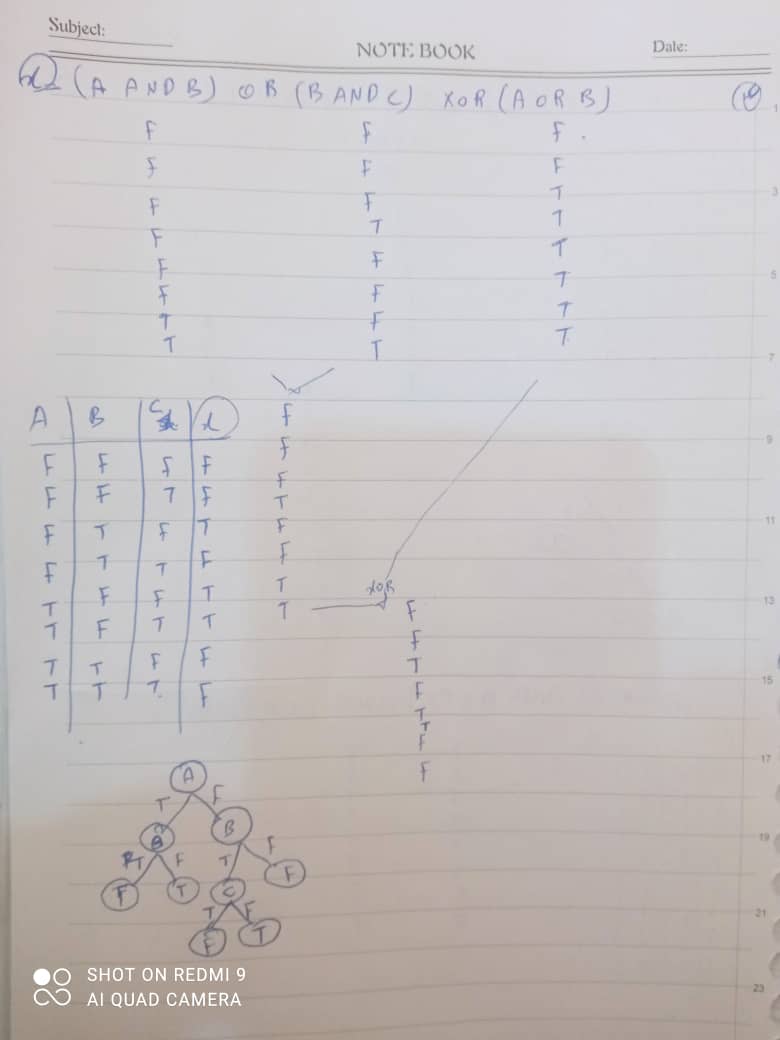 Subject:
NOTE BOOK
Date:
d (A AND B) OR (B AND C) XOR (A OR B)
19
F F F
F F F
F F T
F T T
F F T
F F T
T F T
T T T
A B C d
F F F F
F F T F
F T F T
F T T F
T F F T
T F T T
T T F F
T T T F
F
F
F
T
F
F
T
T
XOR
F
F
T
F
T
T
F
F
A
T F
B B
T F T F
F T C F
T F
F T
1
3
5
7
9
11
13
15
17
19
21
23
SHOT ON REDMI 9
AI QUAD CAMERA